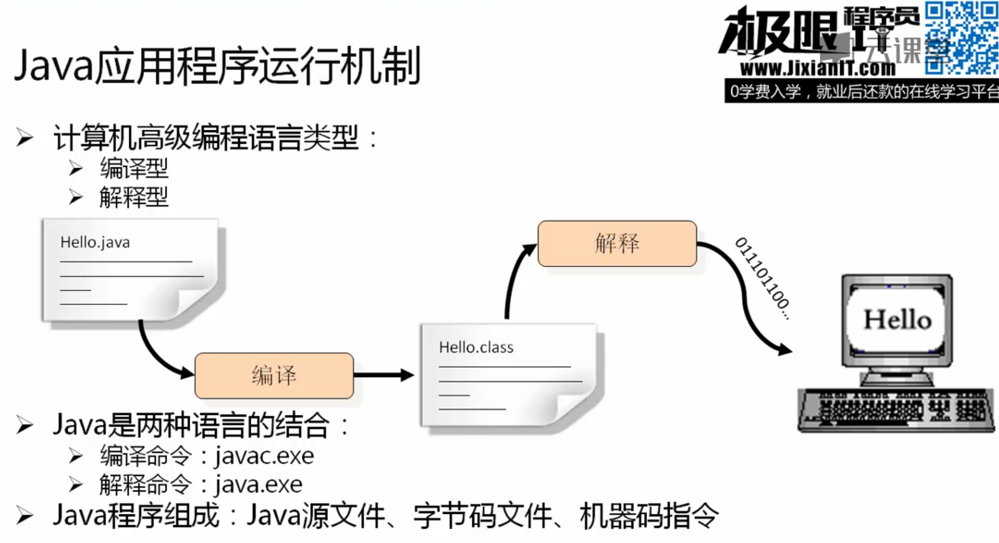 极限IT程序员
云课堂
www.JixianIT.com
0学费入学，就业后还款的在线学习平台
Java应用程序运行机制
计算机高级编程语言类型：
编译型
解释型
Hello.java
编译
Hello.class
解释
011101100...
Hello
Java是两种语言的结合：
编译命令：javac.exe
解释命令：java.exe
Java程序组成：Java源文件、字节码文件、机器码指令